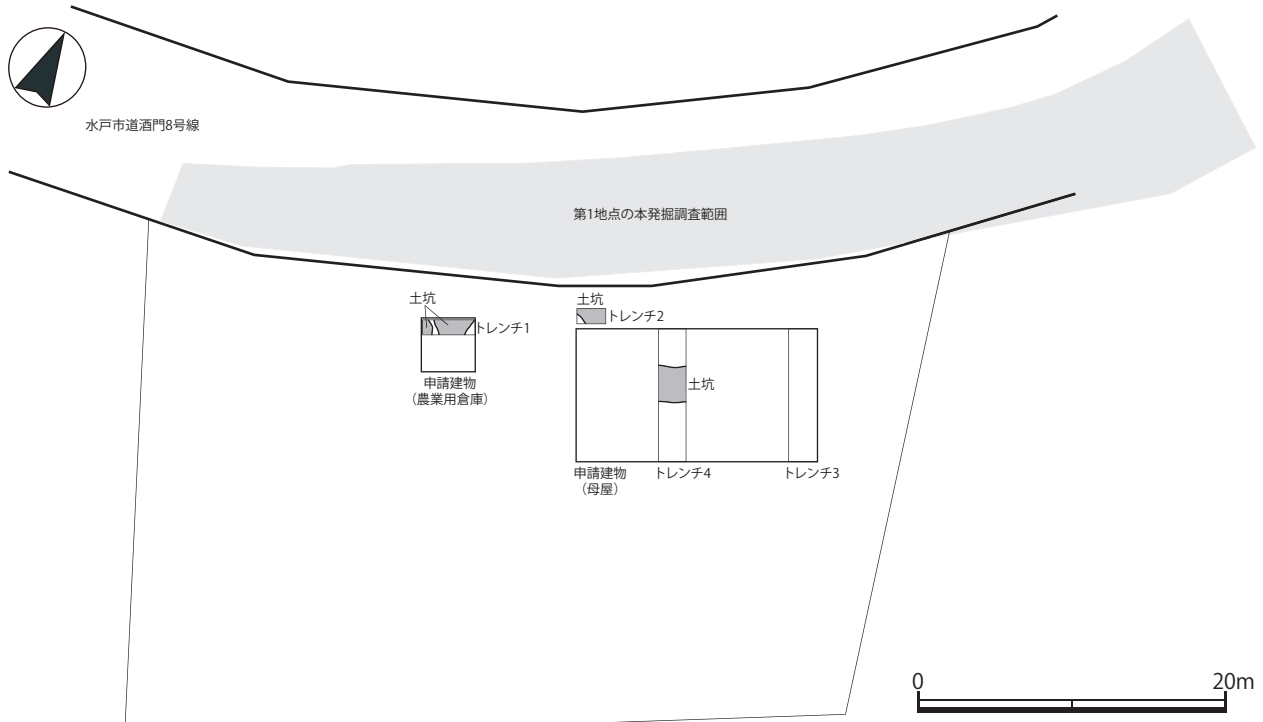 水戸市道酒門8号線
第1地点の本発掘調査範囲
土坑
トレンチ1
申請建物
（農業用倉庫）
土坑
トレンチ2
土坑
申請建物
（母屋）
トレンチ4
トレンチ3
0
20m